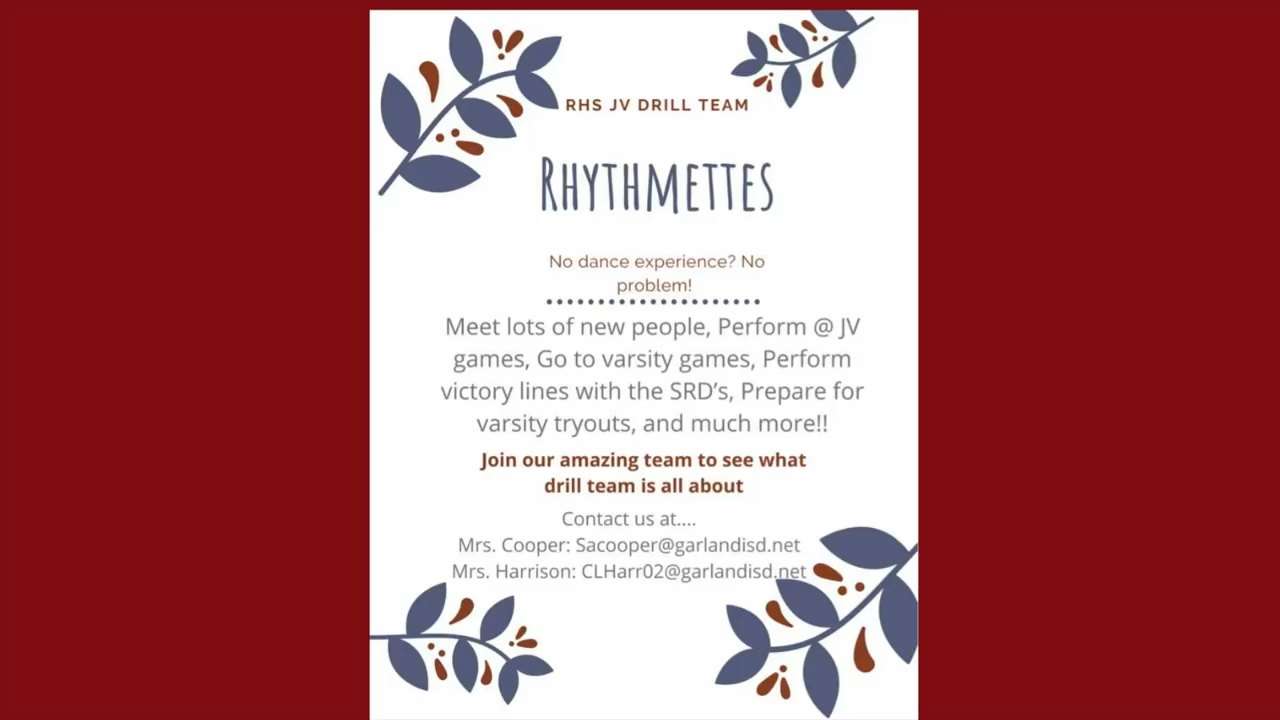 RHS JV DRILL TEAM
RHYTHMETTES
No dance experience? No
problem!
Meet lots of new people, Perform @ JV
games, Go to varsity games, Perform
victory lines with the SRD's, Prepare for
varsity tryouts, and much more!!
Join our amazing team to see what
drill team is all about
Contact us at....
Mrs. Cooper: Sacooper@garlandisd.net
Mrs. Harrison: CLHarr02@garlandisd.net